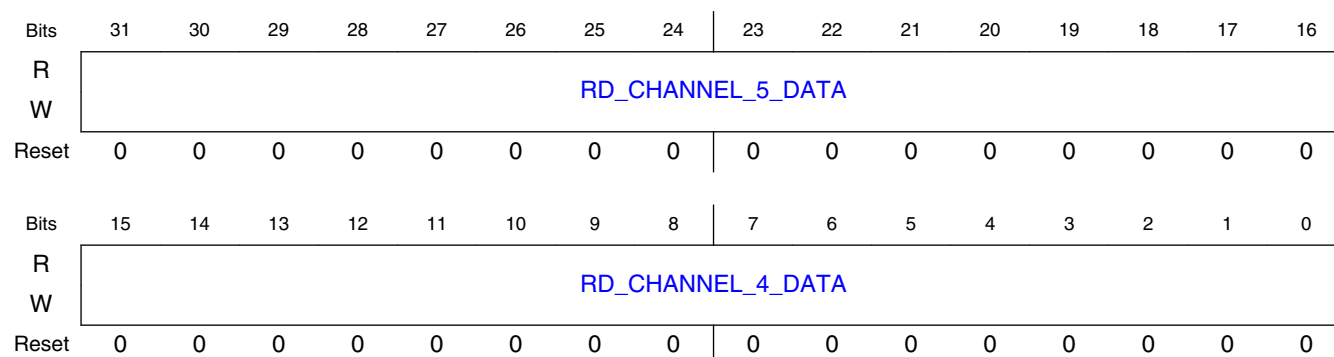 Bits 31 30 29 28 27 26 25 24 23 22 21 20 19 18 17 16
R
RD_CHANNEL_5_DATA
W
Reset 0 0 0 0 0 0 0 0 0 0 0 0 0 0 0 0
Bits 15 14 13 12 11 10 9 8 7 6 5 4 3 2 1 0
R
RD_CHANNEL_4_DATA
W
Reset 0 0 0 0 0 0 0 0 0 0 0 0 0 0 0 0